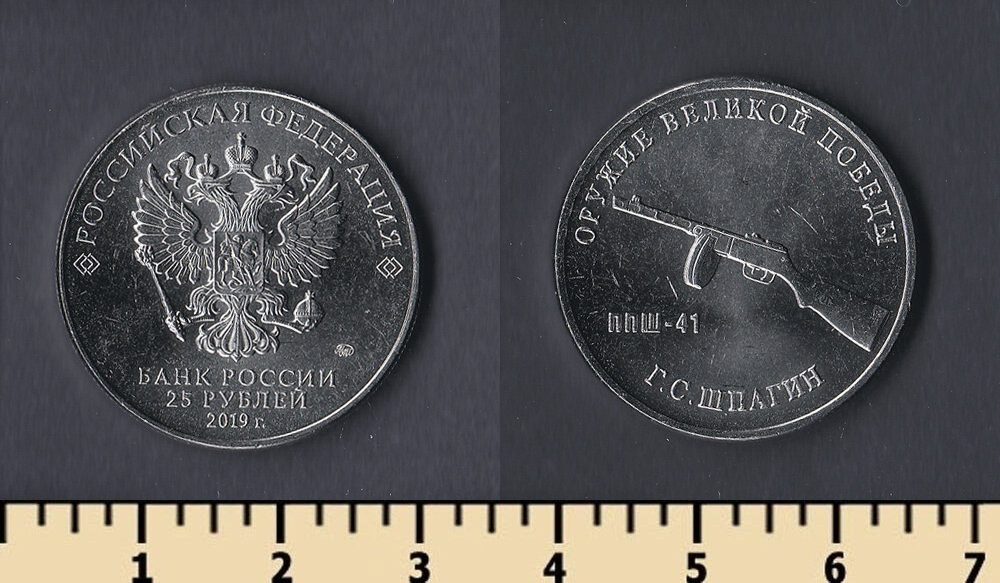 РОССИЙСКАЯ ФЕДЕРАЦИЯ
БАНК РОССИИ
25 РУБЛЕЙ
2019 г.
ОРУЖИЕ ВЕЛИКОЙ ПОБЕДЫ
ППШ-41
Г.С.ШПАГИН
1 2 3 4 5 6 7